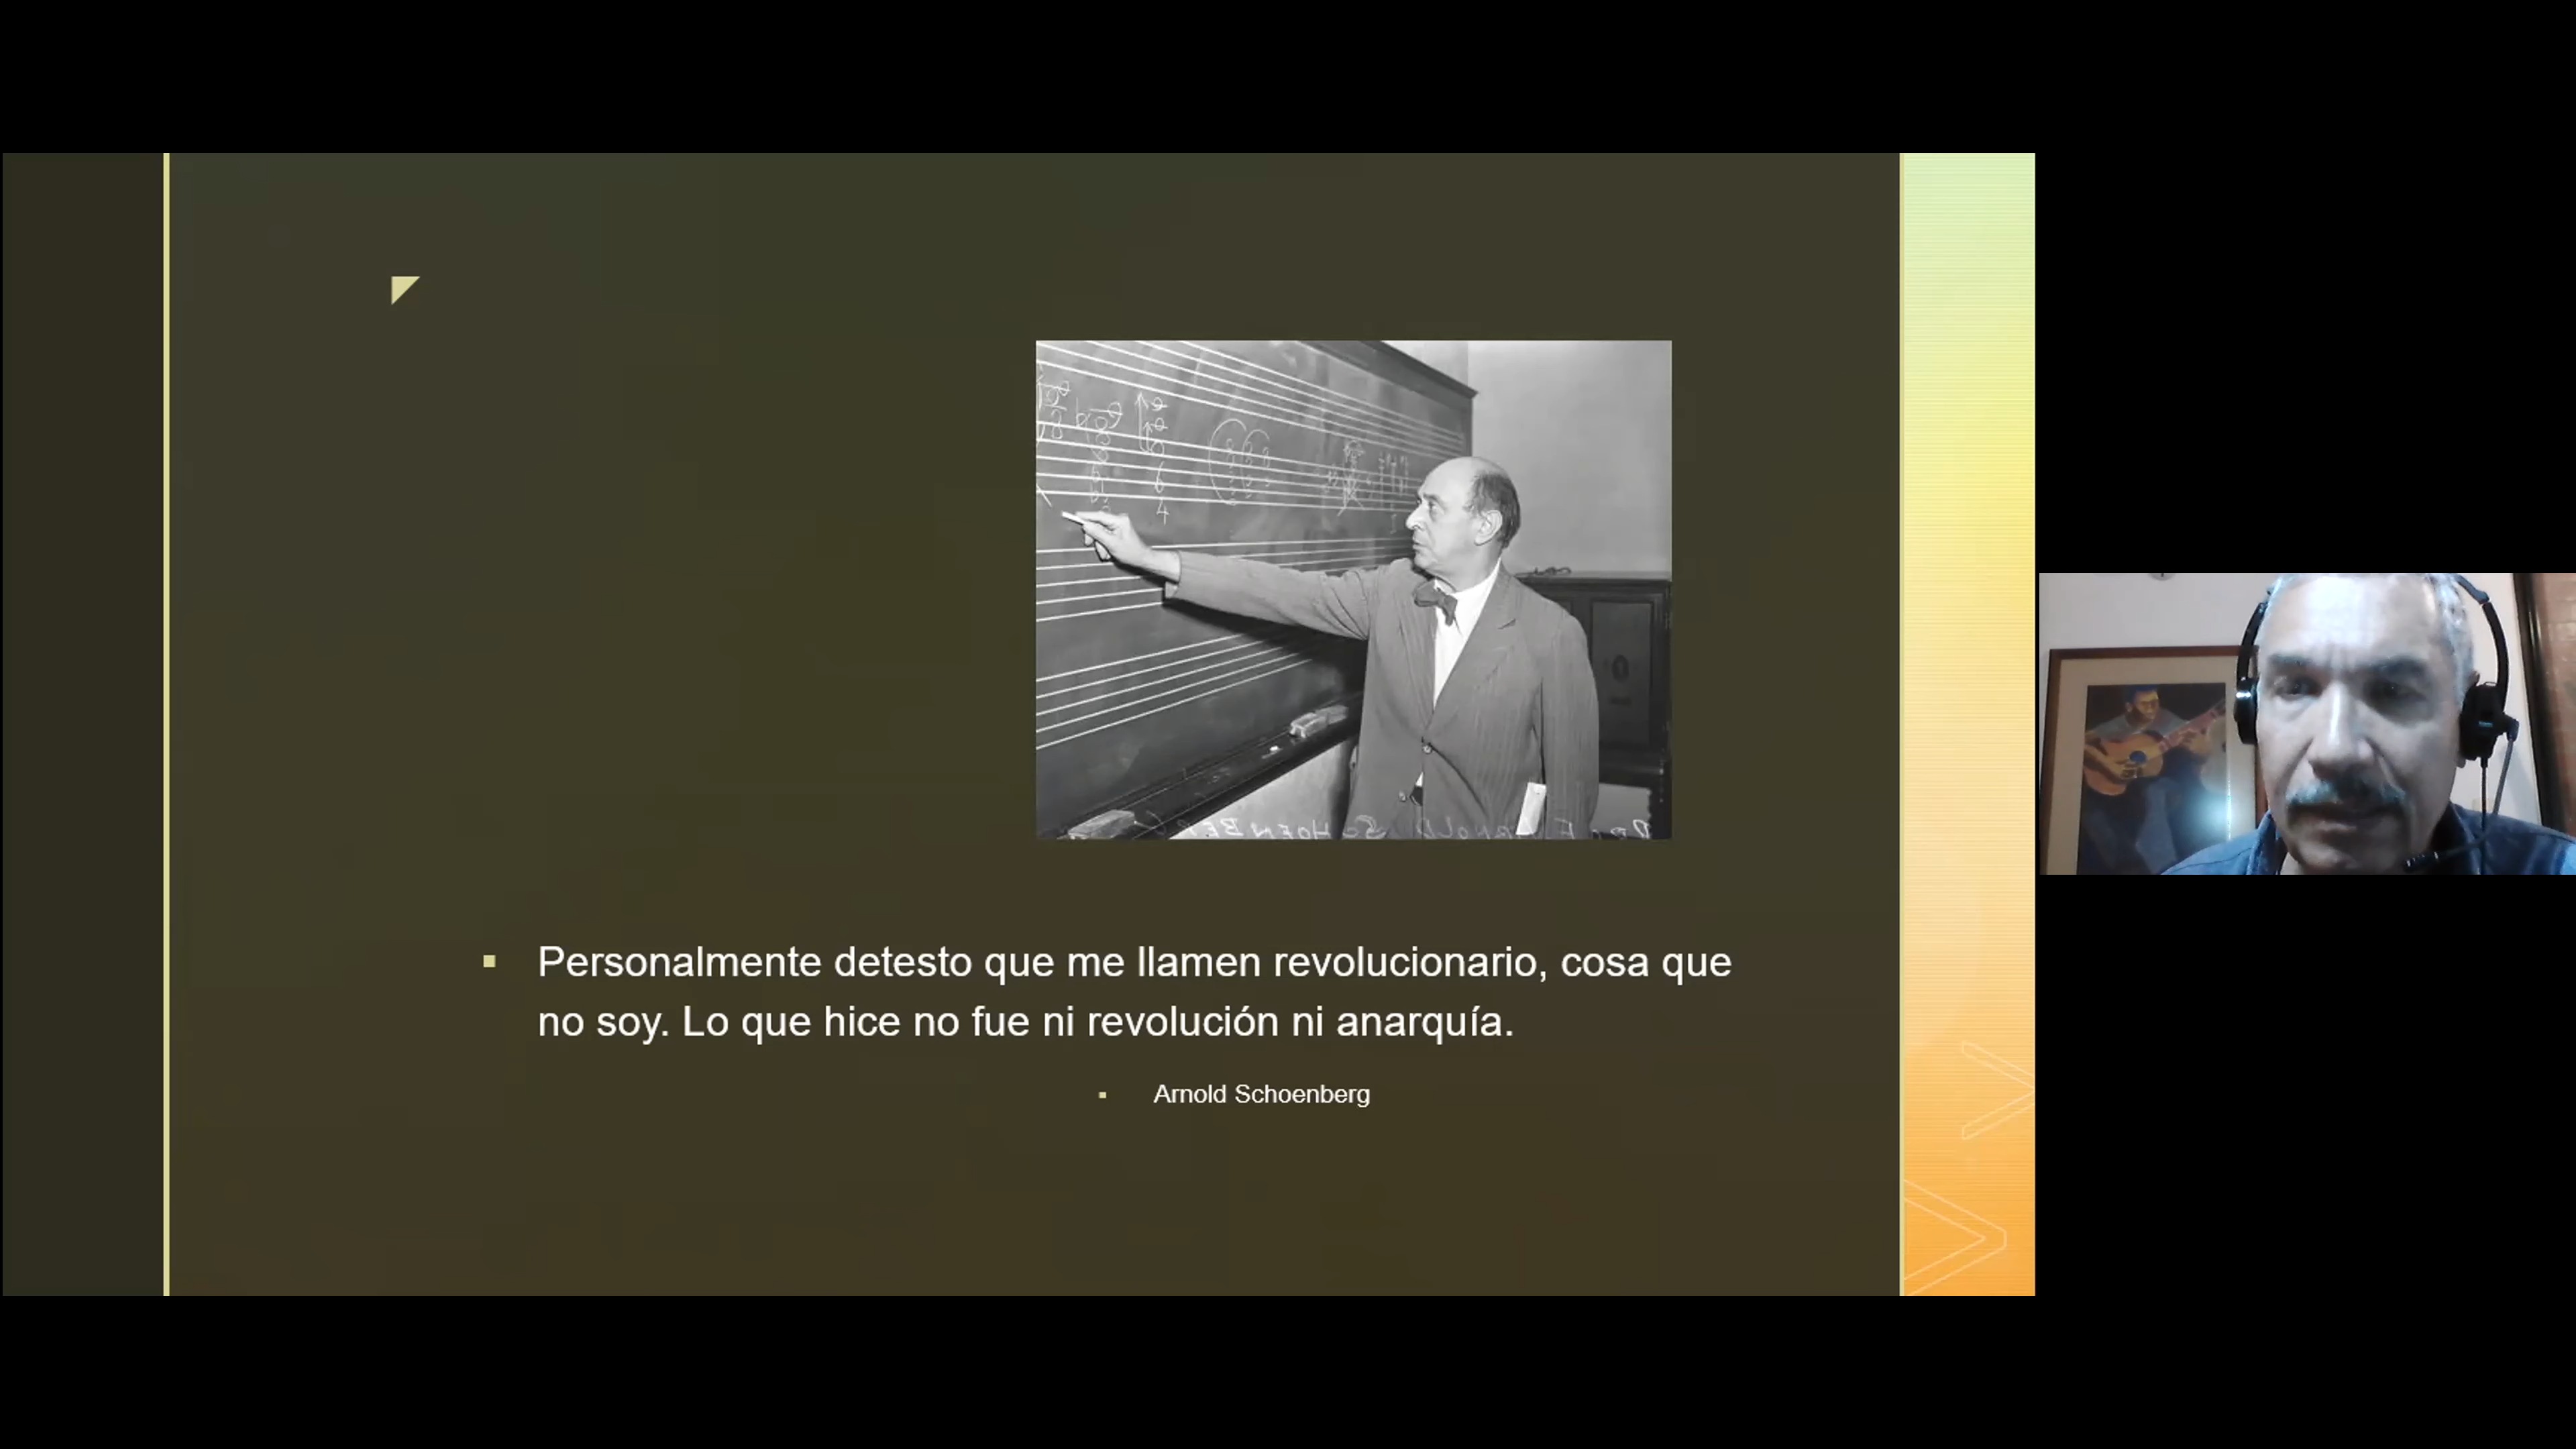 Personalmente detesto que me llamen revolucionario, cosa que
no soy. Lo que hice no fue ni revolución ni anarquía.
Arnold Schoenberg